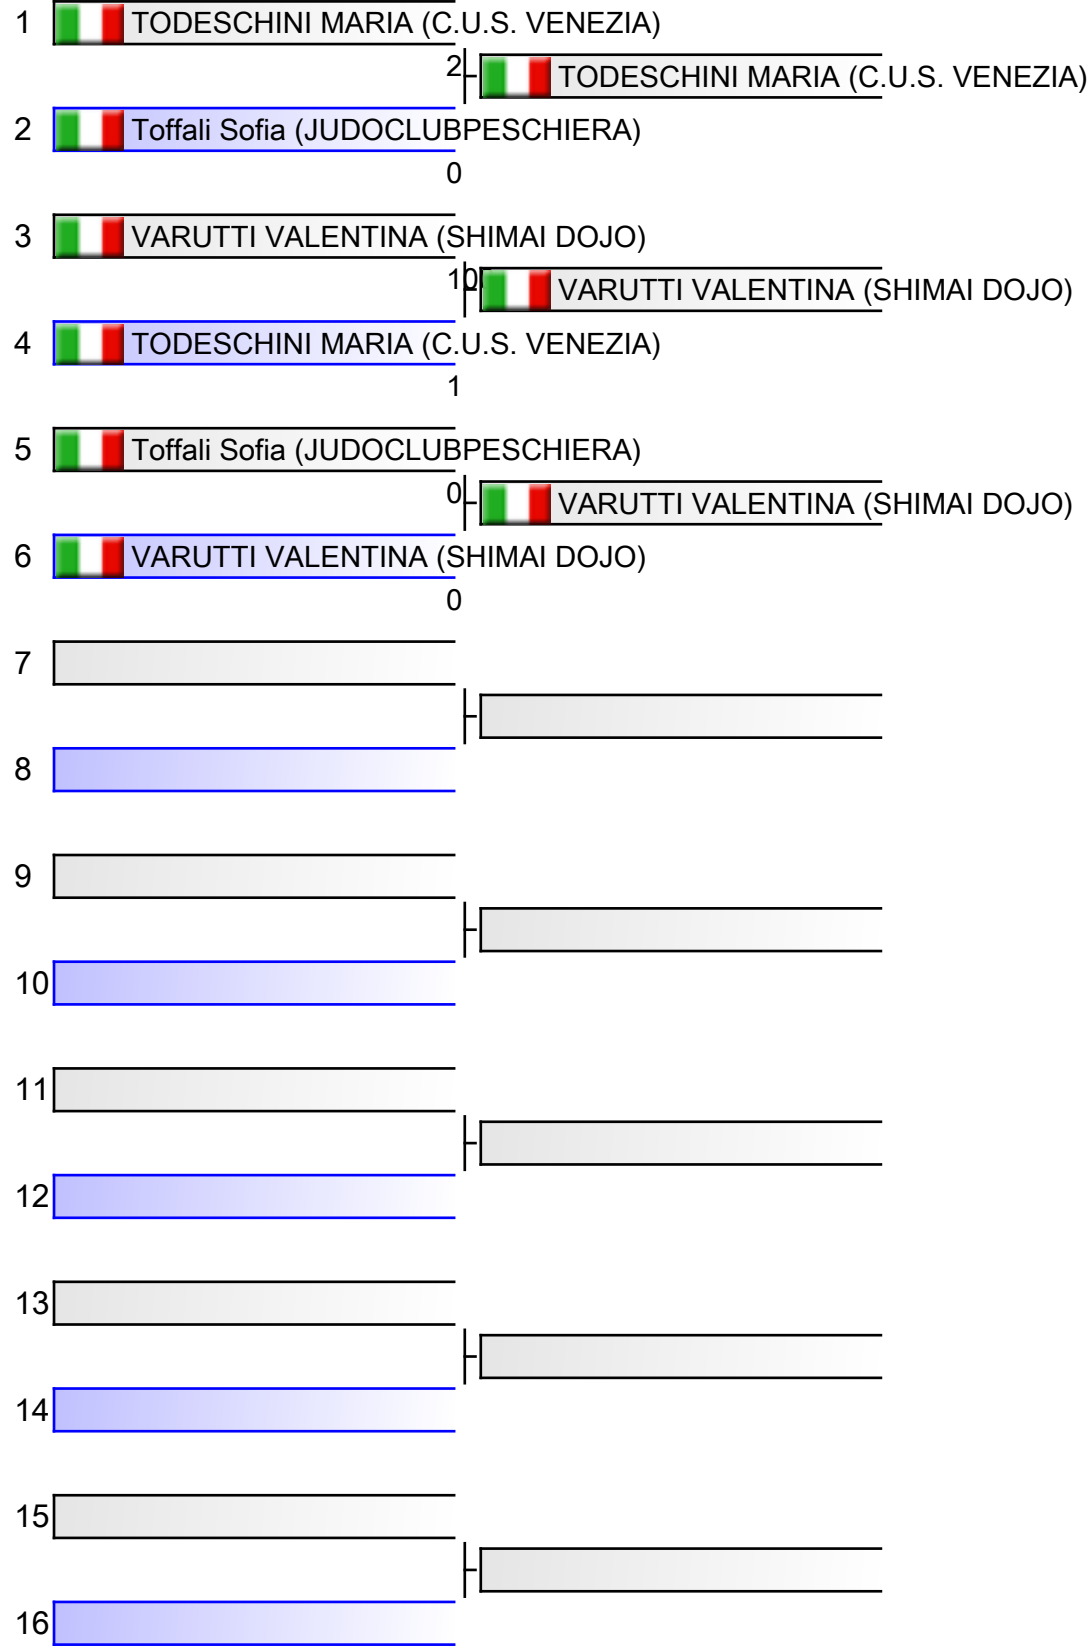 1 TODESCHINI MARIA (C.U.S. VENEZIA)
2 TODESCHINI MARIA (C.U.S. VENEZIA)
2 Toffali Sofia (JUDOCLUBPESCHIERA)
0
3 VARUTTI VALENTINA (SHIMAI DOJO)
10 VARUTTI VALENTINA (SHIMAI DOJO)
4 TODESCHINI MARIA (C.U.S. VENEZIA)
1
5 Toffali Sofia (JUDOCLUBPESCHIERA)
0 VARUTTI VALENTINA (SHIMAI DOJO)
6 VARUTTI VALENTINA (SHIMAI DOJO)
0
7
8
9
10
11
12
13
14
15
16